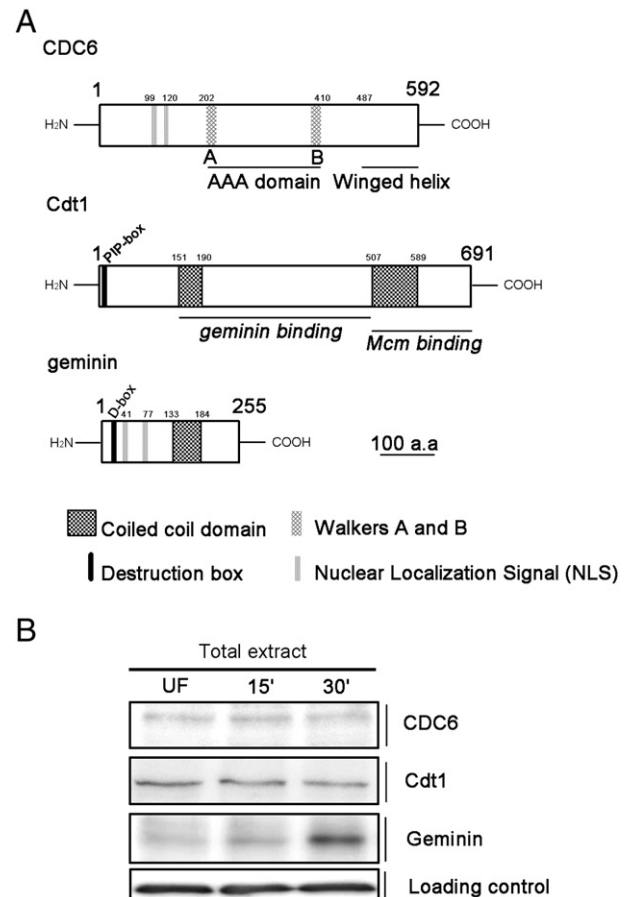 A
CDC6
1 99 120 202 410 487 592
H₂N COOH
A B
AAA domain Winged helix
Cdt1
1 PIP-box 151 190 507 589 691
H₂N COOH
geminin binding Mcm binding
geminin
1 D-box 41 77 133 184 255
H₂N COOH
100 a.a
Coiled coil domain Walkers A and B
Destruction box Nuclear Localization Signal (NLS)
B
Total extract
UF 15' 30'
CDC6
Cdt1
Geminin
Loading control